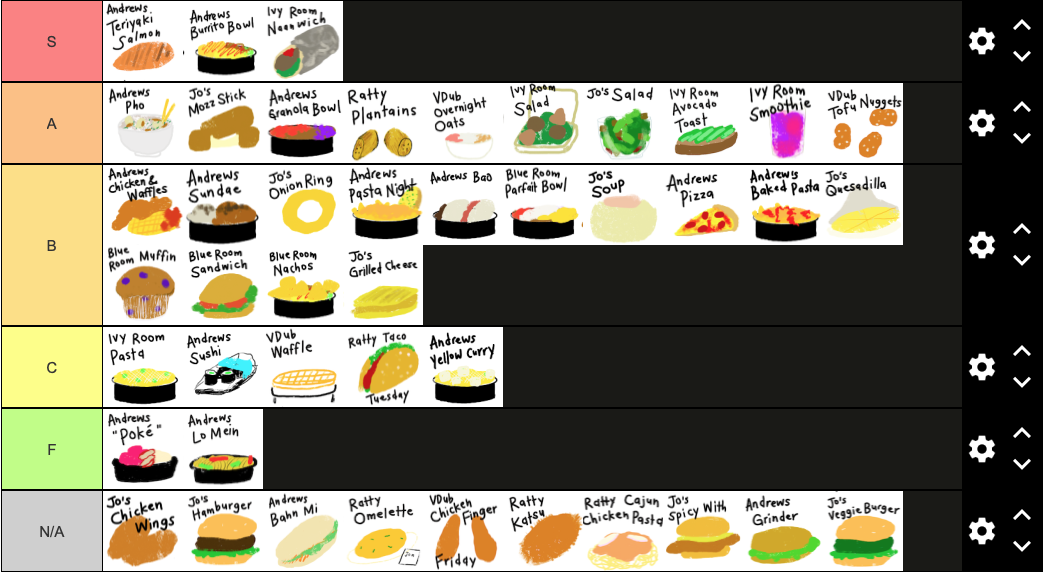 S
Andrews
Teriyaki
Salmon
Andrews
Burrito Bowl
Ivy Room
Naanwich
A
Andrews
Pho
Jo's
Mozz Stick
Andrews
Granola Bowl
Ratty
Plantains
VDub
Overnight
Oats
Ivy Room
Salad
Jo's Salad
Ivy Room
Avocado
Toast
Ivy Room
Smoothie
VDub
Tofu Nuggets
B
Andrews
Chicken &
Waffles
Andrews
Sundae
Jo's
Onion Ring
Andrews
Pasta Night
Andrews Bao
Blue Room
Parfait Bowl
Jo's
Soup
Andrews
Pizza
Andrews
Baked Pasta
Jo's
Quesadilla
Blue
Room Muffin
Blue Room
Sandwich
Blue Room
Nachos
Jo's
Grilled Cheese
C
Ivy Room
Pasta
Andrews
Sushi
VDub
Waffle
Ratty Taco
Tuesday
Andrews
Yellow Curry
F
Andrews
"Poké"
Andrews
Lo Mein
N/A
Jo's
Chicken
Wings
Jo's
Hamburger
Andrews
Bahn Mi
Ratty
Omelette
VDub
Chicken Finger
Friday
Ratty
Katsu
Ratty Cajun
Chicken Pasta
Jo's
Spicy With
Andrews
Grinder
Jo's
Veggie Burger